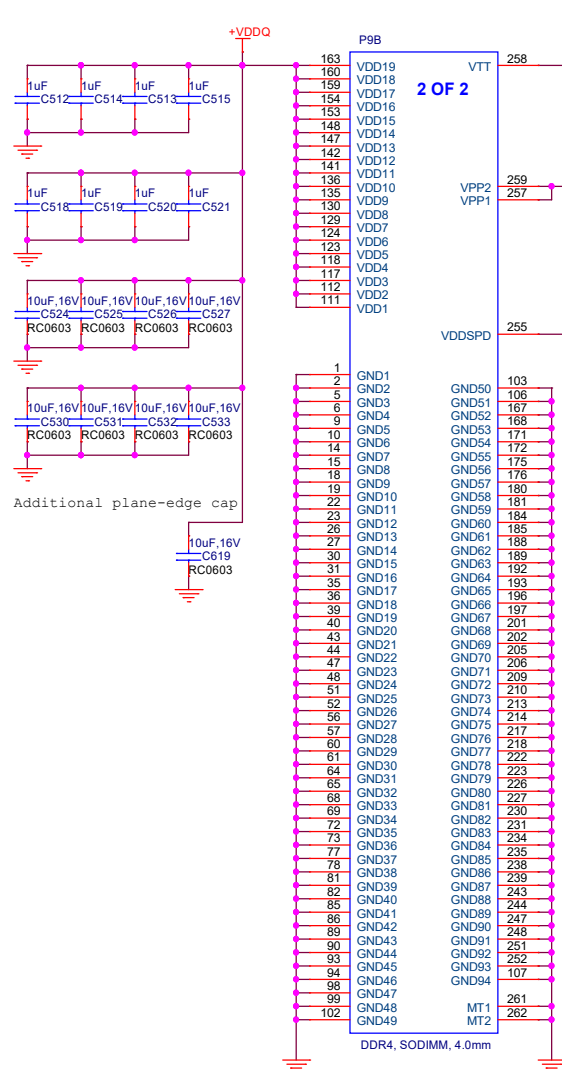 +VDDQ
P9B
2 OF 2
1uF 1uF 1uF 1uF
C512 C514 C513 C515
1uF 1uF 1uF 1uF
C518 C519 C520 C521
10uF,16V 10uF,16V 10uF,16V 10uF,16V
C524 C525 C526 C527
RC0603 RC0603 RC0603 RC0603
10uF,16V 10uF,16V 10uF,16V 10uF,16V
C530 C531 C532 C533
RC0603 RC0603 RC0603 RC0603
Additional plane-edge cap
10uF,16V
C619
RC0603
163 VDD19
160 VDD18
159 VDD17
154 VDD16
153 VDD15
148 VDD14
147 VDD13
142 VDD12
141 VDD11
136 VDD10
135 VDD9
130 VDD8
129 VDD7
124 VDD6
123 VDD5
118 VDD4
117 VDD3
112 VDD2
111 VDD1
VTT 258
VPP2 259
VPP1 257
VDDSPD 255
1 GND1
2 GND2
5 GND3
6 GND4
9 GND5
10 GND6
14 GND7
15 GND8
18 GND9
19 GND10
22 GND11
23 GND12
26 GND13
27 GND14
30 GND15
31 GND16
35 GND17
36 GND18
39 GND19
40 GND20
43 GND21
44 GND22
47 GND23
48 GND24
51 GND25
52 GND26
56 GND27
57 GND28
60 GND29
61 GND30
64 GND31
65 GND32
68 GND33
69 GND34
72 GND35
73 GND36
77 GND37
78 GND38
81 GND39
82 GND40
85 GND41
86 GND42
89 GND43
90 GND44
93 GND45
94 GND46
98 GND47
99 GND48
102 GND49
GND50 103
GND51 106
GND52 167
GND53 168
GND54 171
GND55 172
GND56 175
GND57 176
GND58 180
GND59 181
GND60 184
GND61 185
GND62 188
GND63 189
GND64 192
GND65 193
GND66 196
GND67 197
GND68 201
GND69 202
GND70 205
GND71 206
GND72 209
GND73 210
GND74 213
GND75 214
GND76 217
GND77 218
GND78 222
GND79 223
GND80 226
GND81 227
GND82 230
GND83 231
GND84 234
GND85 235
GND86 238
GND87 239
GND88 243
GND89 244
GND90 247
GND91 248
GND92 251
GND93 252
GND94 107
MT1 261
MT2 262
DDR4, SODIMM, 4.0mm